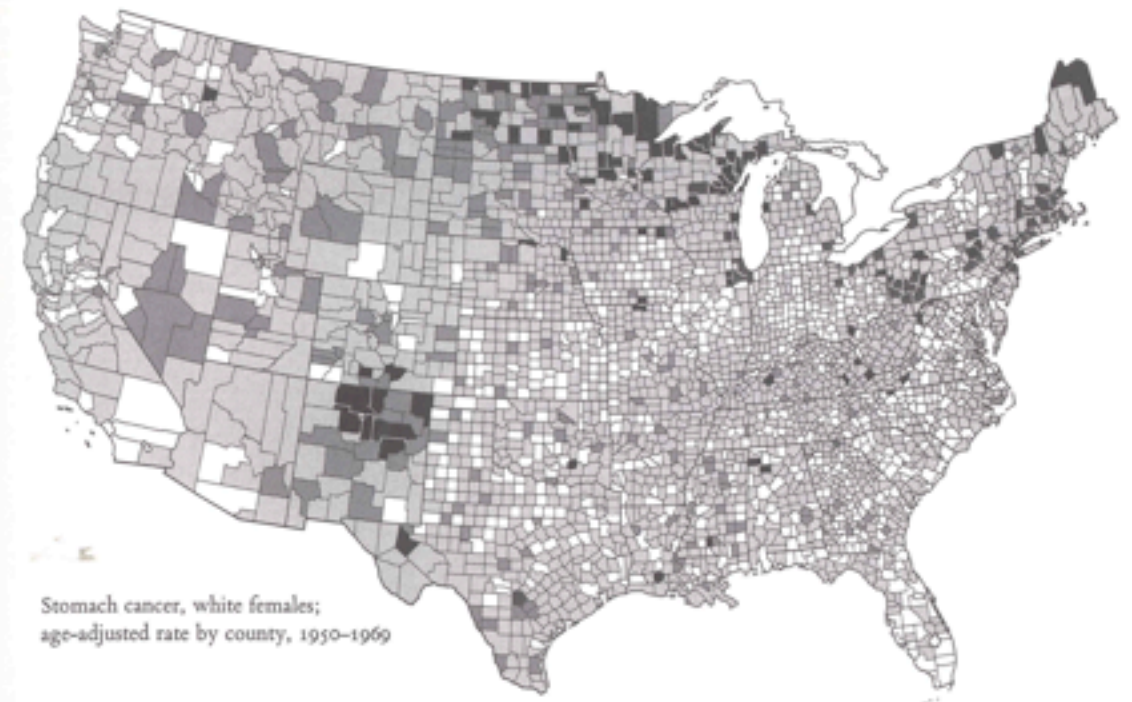 Stomach cancer, white females;
age-adjusted rate by county, 1950–1969